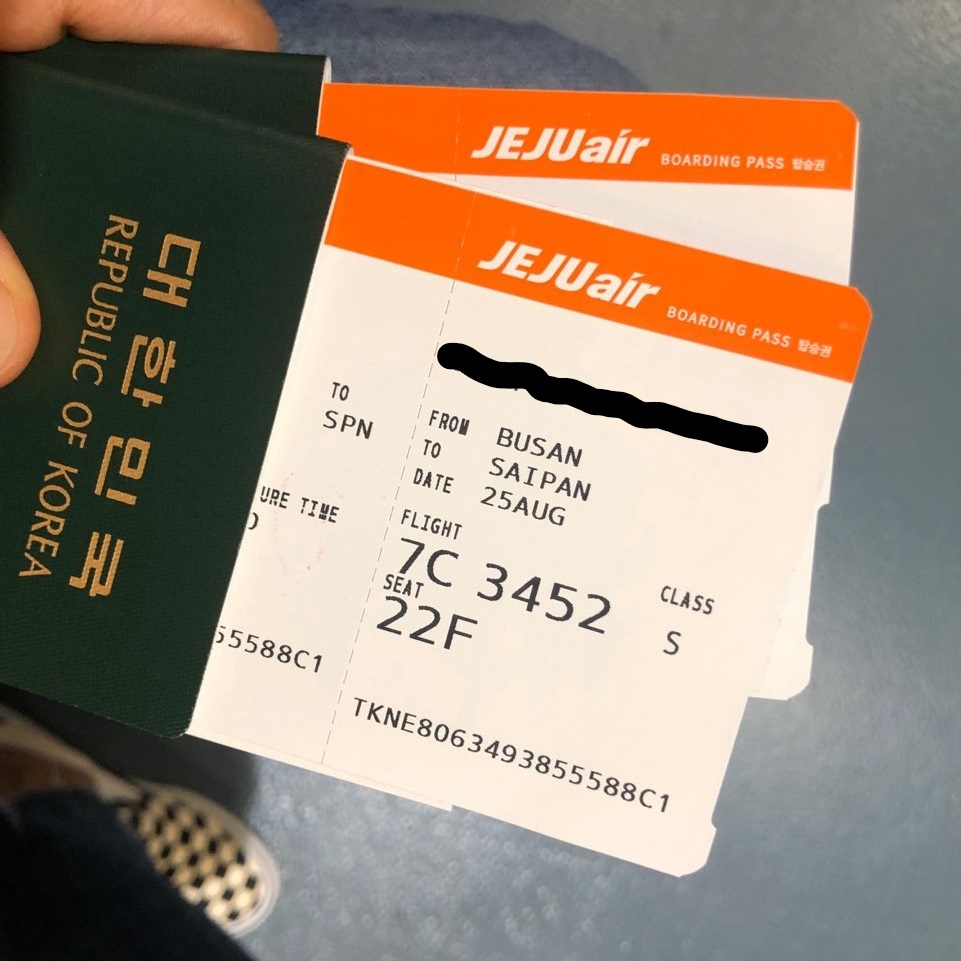 대한민국
REPUBLIC OF KOREA
JEJUair BOARDING PASS 탑승권
JEJUair BOARDING PASS 탑승권
TO
SPN
URE TIME
55588C1
FROM BUSAN
TO SAIPAN
DATE 25AUG
FLIGHT
7C 3452
CLASS
S
SEAT
22F
TKNE8063493855588C1